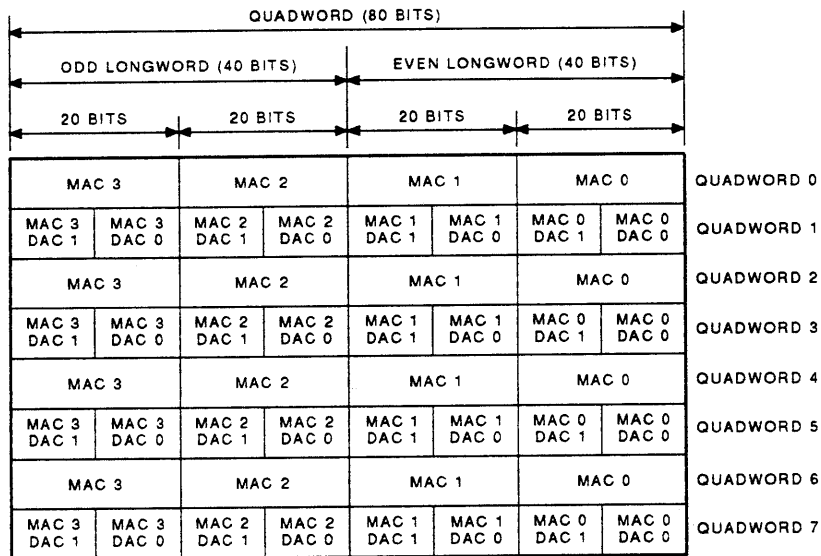 QUADWORD (80 BITS)
ODD LONGWORD (40 BITS) EVEN LONGWORD (40 BITS)
20 BITS 20 BITS 20 BITS 20 BITS
MAC 3 MAC 2 MAC 1 MAC 0 QUADWORD 0
MAC 3 MAC 3 MAC 2 MAC 2 MAC 1 MAC 1 MAC 0 MAC 0
DAC 1 DAC 0 DAC 1 DAC 0 DAC 1 DAC 0 DAC 1 DAC 0 QUADWORD 1
MAC 3 MAC 2 MAC 1 MAC 0 QUADWORD 2
MAC 3 MAC 3 MAC 2 MAC 2 MAC 1 MAC 1 MAC 0 MAC 0
DAC 1 DAC 0 DAC 1 DAC 0 DAC 1 DAC 0 DAC 1 DAC 0 QUADWORD 3
MAC 3 MAC 2 MAC 1 MAC 0 QUADWORD 4
MAC 3 MAC 3 MAC 2 MAC 2 MAC 1 MAC 1 MAC 0 MAC 0
DAC 1 DAC 0 DAC 1 DAC 0 DAC 1 DAC 0 DAC 1 DAC 0 QUADWORD 5
MAC 3 MAC 2 MAC 1 MAC 0 QUADWORD 6
MAC 3 MAC 3 MAC 2 MAC 2 MAC 1 MAC 1 MAC 0 MAC 0
DAC 1 DAC 0 DAC 1 DAC 0 DAC 1 DAC 0 DAC 1 DAC 0 QUADWORD 7